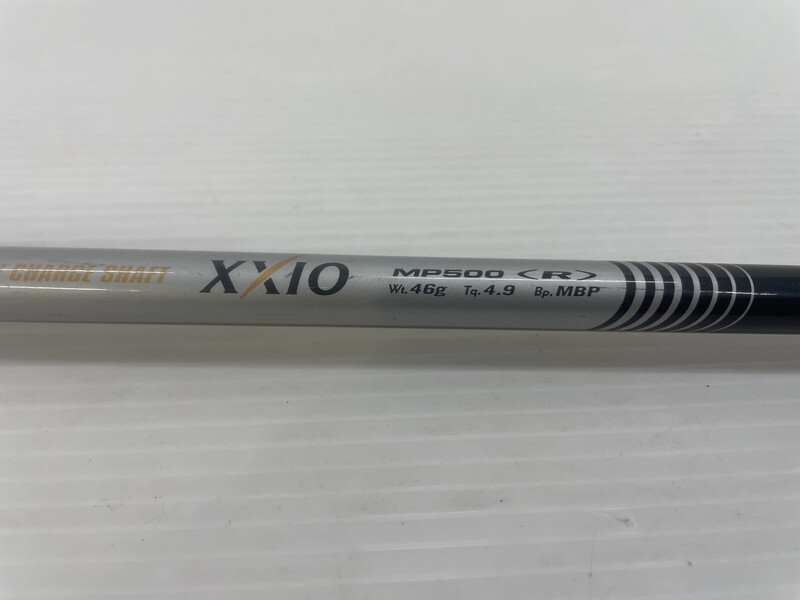 CHARGE SHAFT
XXIO
MP500 (R)
Wt. 46g Tq. 4.9 Bp. MBP